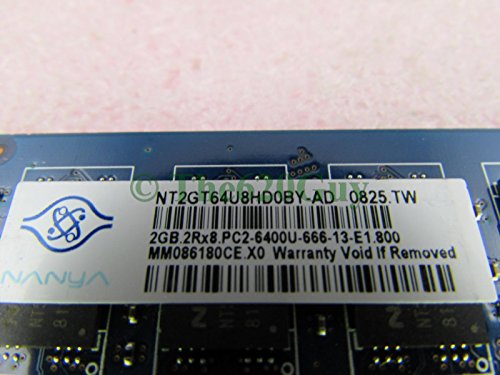 NT2GT64U8HD0BY-AD 0825.TW
© The620Guy
2GB.2Rx8.PC2-6400U-666-13-E1.800
MM086180CE.X0 Warranty Void If Removed
NANYA